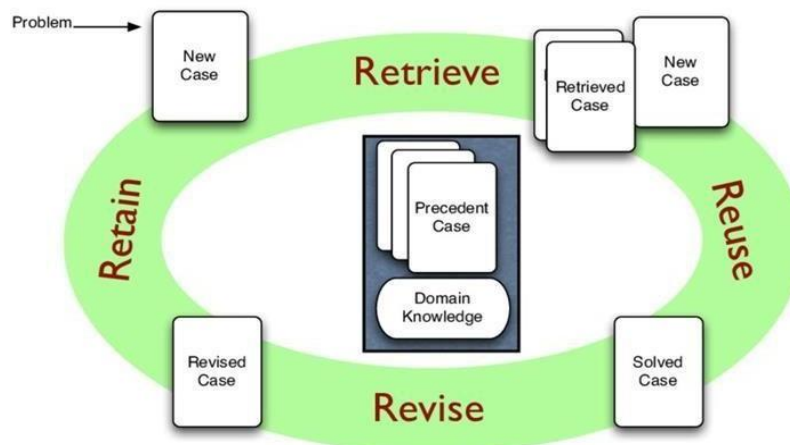 Problem
New
Case
Retrieve
Retrieved
Case
New
Case
Retain
Precedent
Case
Reuse
Domain
Knowledge
Revised
Case
Solved
Case
Revise